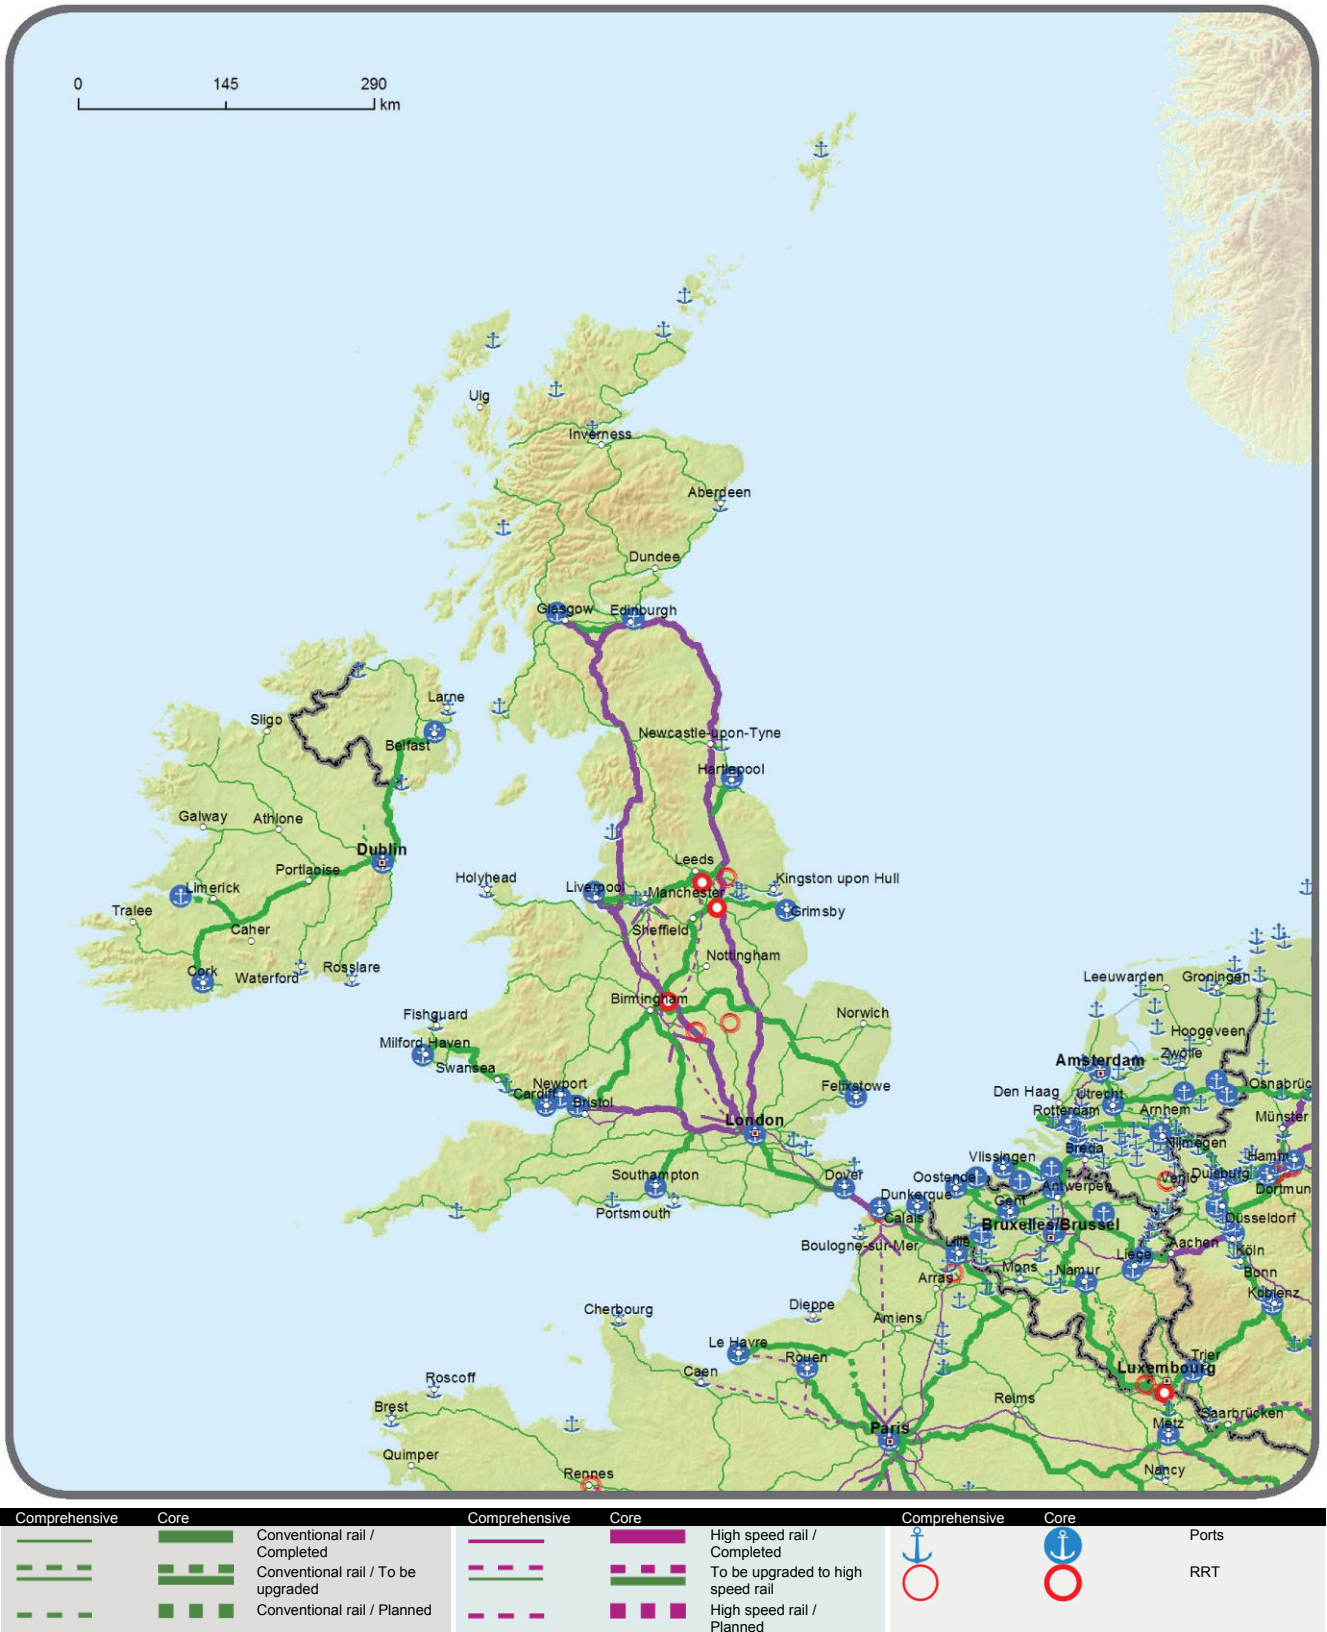 0 145 290
km
Uig
Inverness
Aberdeen
Dundee
Glasgow Edinburgh
Larne
Sligo
Newcastle-upon-Tyne
Belfast
Hartlepool
Galway Athlone
Dublin
Leeds
Portlaoise
Holyhead
Kingston upon Hull
Limerick
Liverpool
Manchester
Tralee
Grimsby
Caher
Sheffield
Nottingham
Cork
Waterford
Rosslare
Leeuwarden Groningen
Birmingham
Fishguard
Norwich
Hoogeveen
Milford Haven
Zwolle
Amsterdam
Swansea
Newport
Felixstowe
Den Haag
Utrecht
Osnabrüc
Cardiff
Bristol
Rotterdam
Arnhem
Münster
London
Nijmegen
Breda
Vlissingen
Hamm
Southampton
Dover
Oostende
Venlo
Duisburg
Dortmun
Antwerpen
Dunkerque
Portsmouth
Gent
Calais
Bruxelles/Brussel
Düsseldorf
Boulogne-sur-Mer
Lille
Aachen
Liege
Köln
Mons
Namur
Bonn
Arras
Koblenz
Cherbourg
Dieppe
Amiens
Le Havre
Rouen
Trier
Caen
Luxembourg
Roscoff
Reims
Brest
Saarbrücken
Paris
Metz
Quimper
Rennes
Nancy
Comprehensive Core
Conventional rail /
Completed
Conventional rail / To be
upgraded
Conventional rail / Planned
Comprehensive Core
High speed rail /
Completed
To be upgraded to high
speed rail
High speed rail /
Planned
Comprehensive Core
Ports
RRT